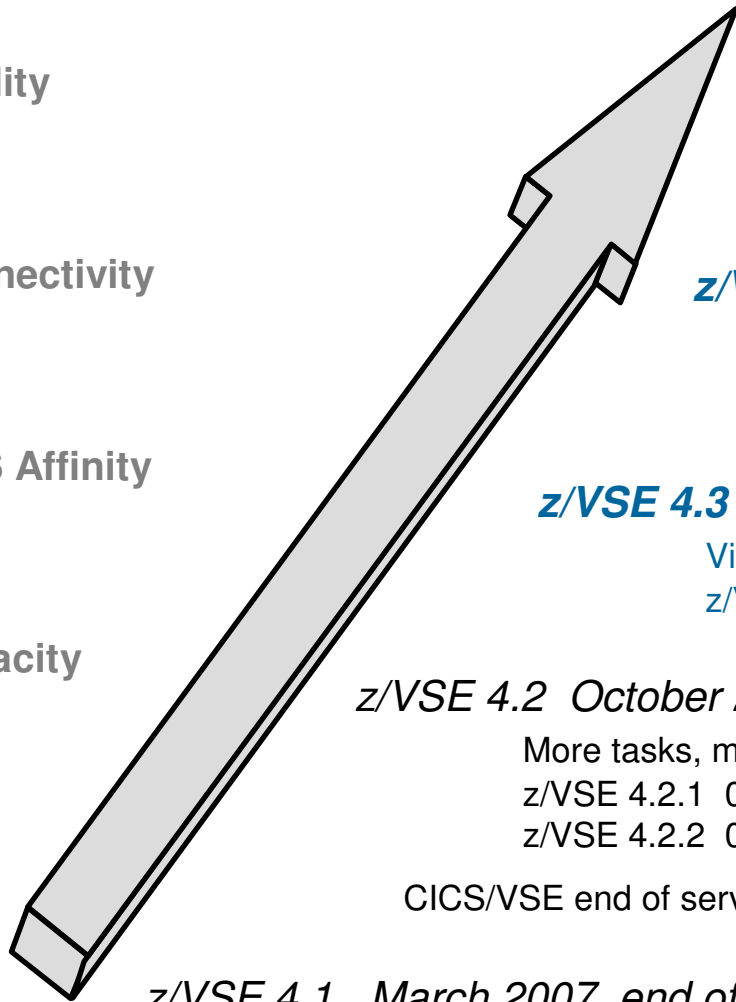 lity
nectivity
z/
Affinity
z/VSE 4.3
Vi
z/
acity
z/VSE 4.2 October
More tasks, m
z/VSE 4.2.1 0
z/VSE 4.2.2 0
CICS/VSE end of serv
z/VSE 4.1 March 2007, end of